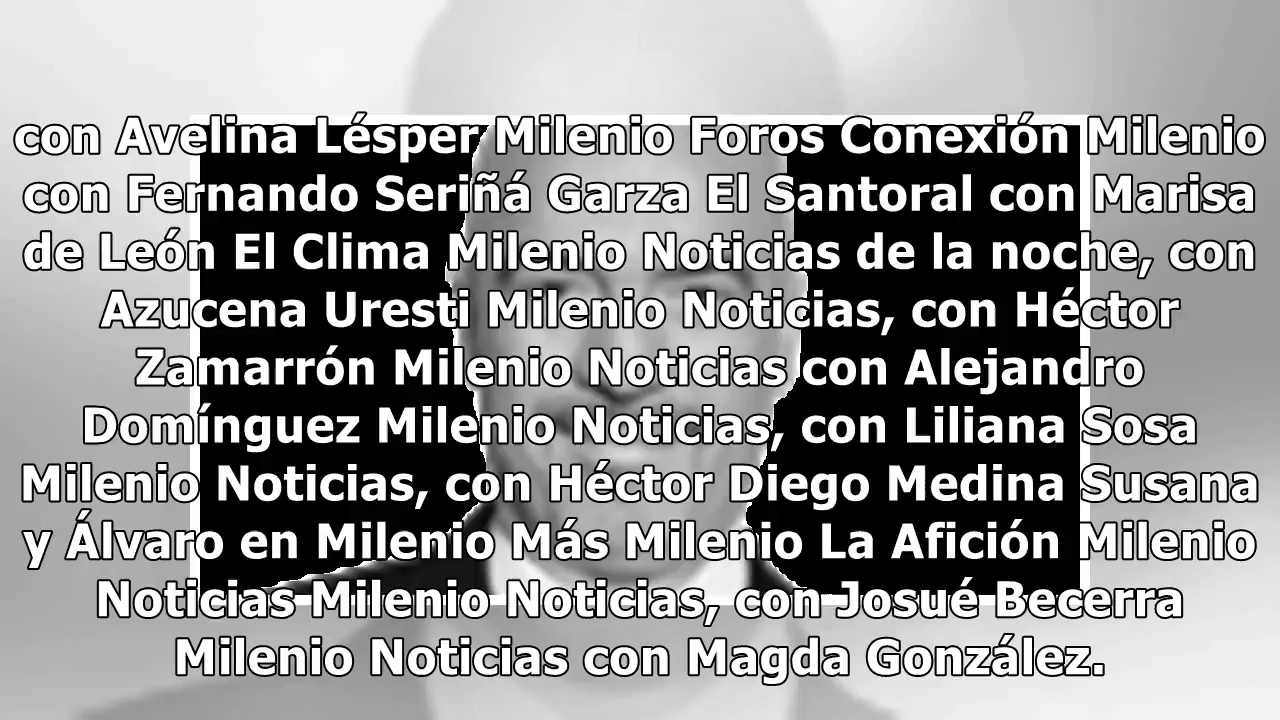 con Avelina Lésper Milenio Foros Conexión Milenio
con Fernando Seriñá Garza El Santoral con Marisa
de León El Clima Milenio Noticias de la noche, con
Azucena Uresti Milenio Noticias, con Héctor
Zamarrón Milenio Noticias con Alejandro
Domínguez Milenio Noticias, con Liliana Sosa
Milenio Noticias, con Héctor Diego Medina Susana
y Álvaro en Milenio Más Milenio La Afición Milenio
Noticias Milenio Noticias, con Josué Becerra
Milenio Noticias con Magda González.